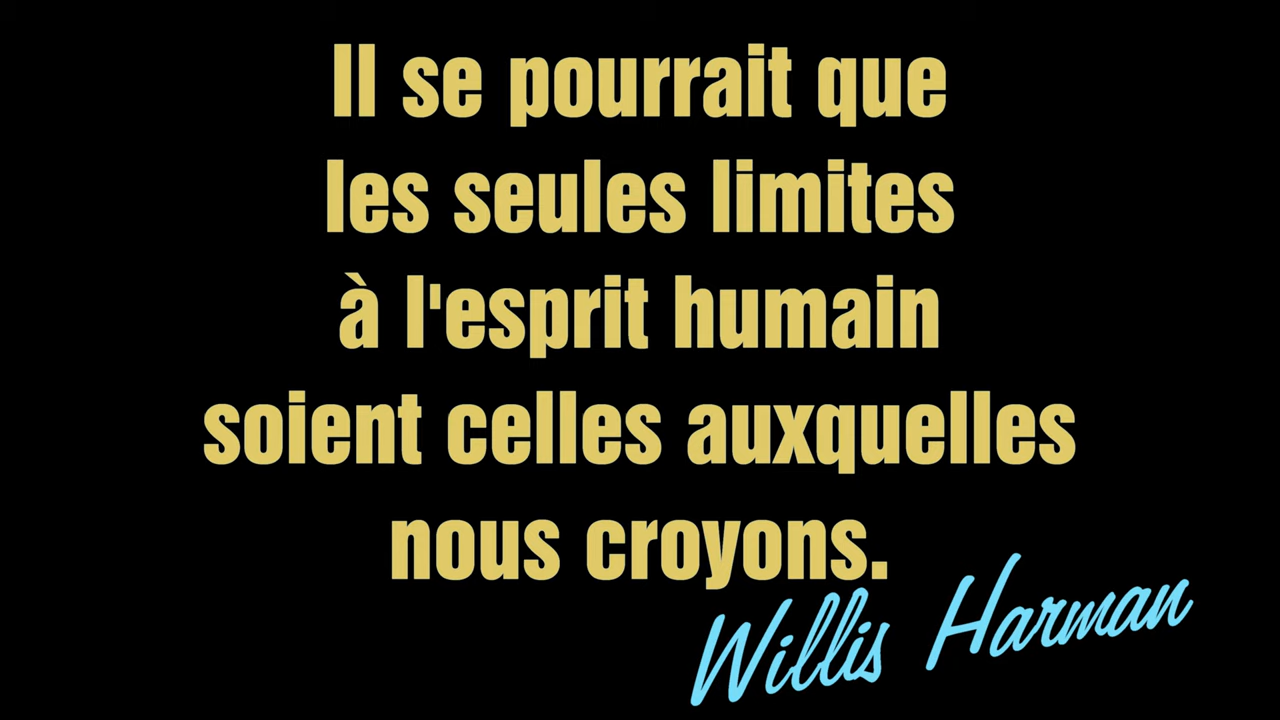 Il se pourrait que
les seules limites
à l'esprit humain
soient celles auxquelles
nous croyons.
Willis Harman